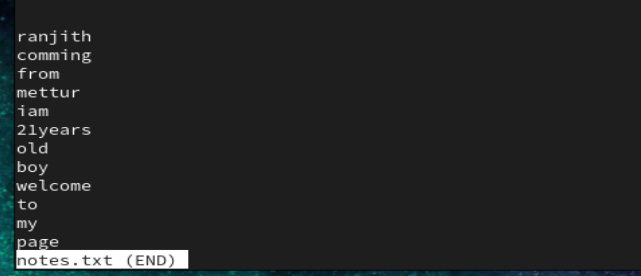 ranjith
comming
from
mettur
iam
21years
old
boy
welcome
to
my
page
notes.txt (END)